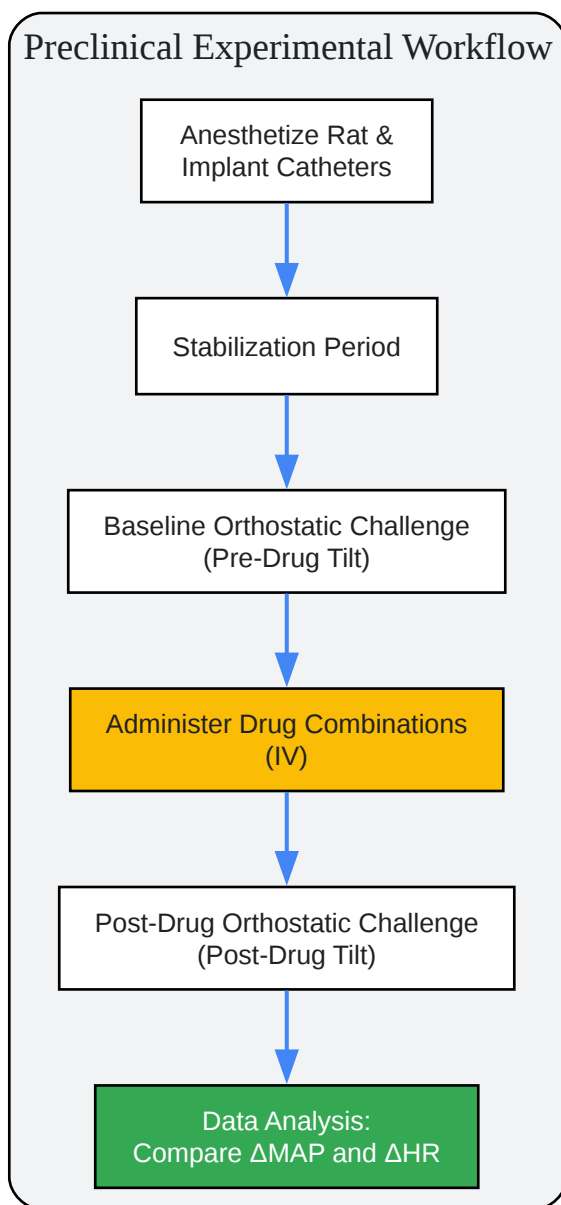 Preclinical Experimental Workflow
Anesthetize Rat &
Implant Catheters
Stabilization Period
Baseline Orthostatic Challenge
(Pre-Drug Tilt)
Administer Drug Combinations
(IV)
Post-Drug Orthostatic Challenge
(Post-Drug Tilt)
Data Analysis:
Compare ΔMAP and ΔHR